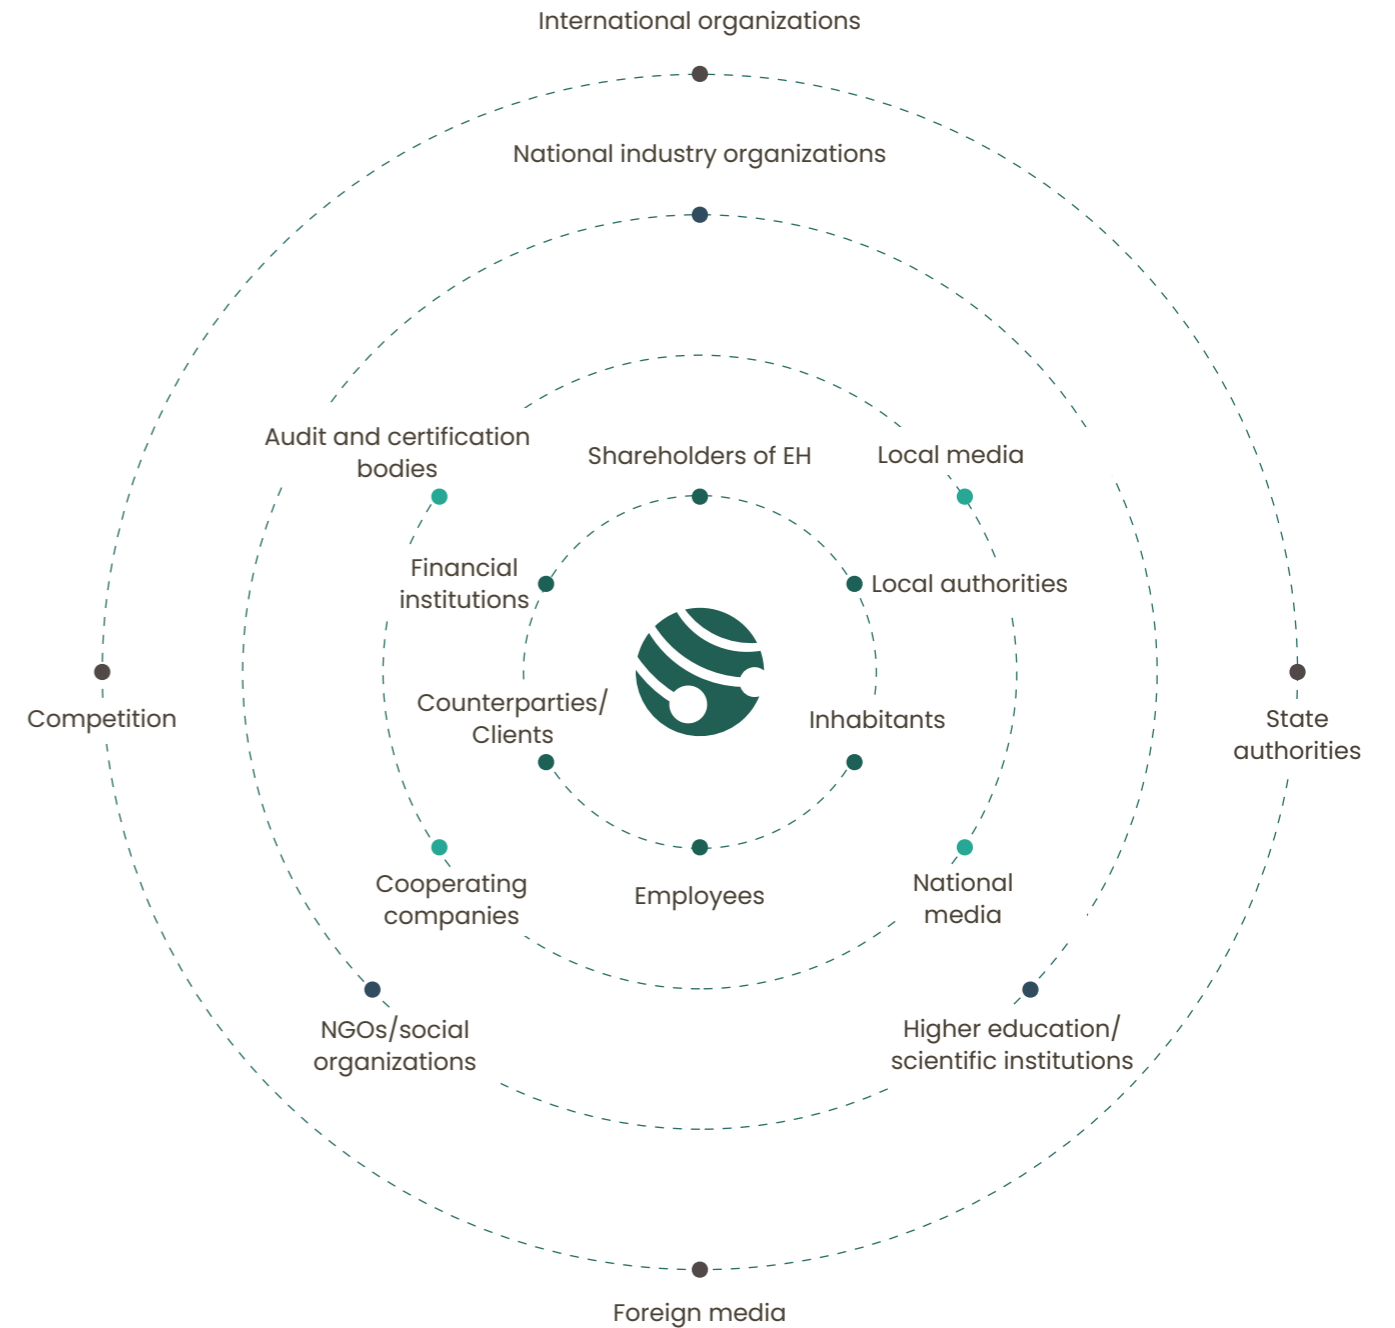 International organizations
National industry organizations
Audit and certification
bodies
Shareholders of EH
Local media
Financial
institutions
Local authorities
Counterparties/
Clients
Inhabitants
Competition
State
authorities
Cooperating
companies
Employees
National
media
NGOs/social
organizations
Higher education/
scientific institutions
Foreign media